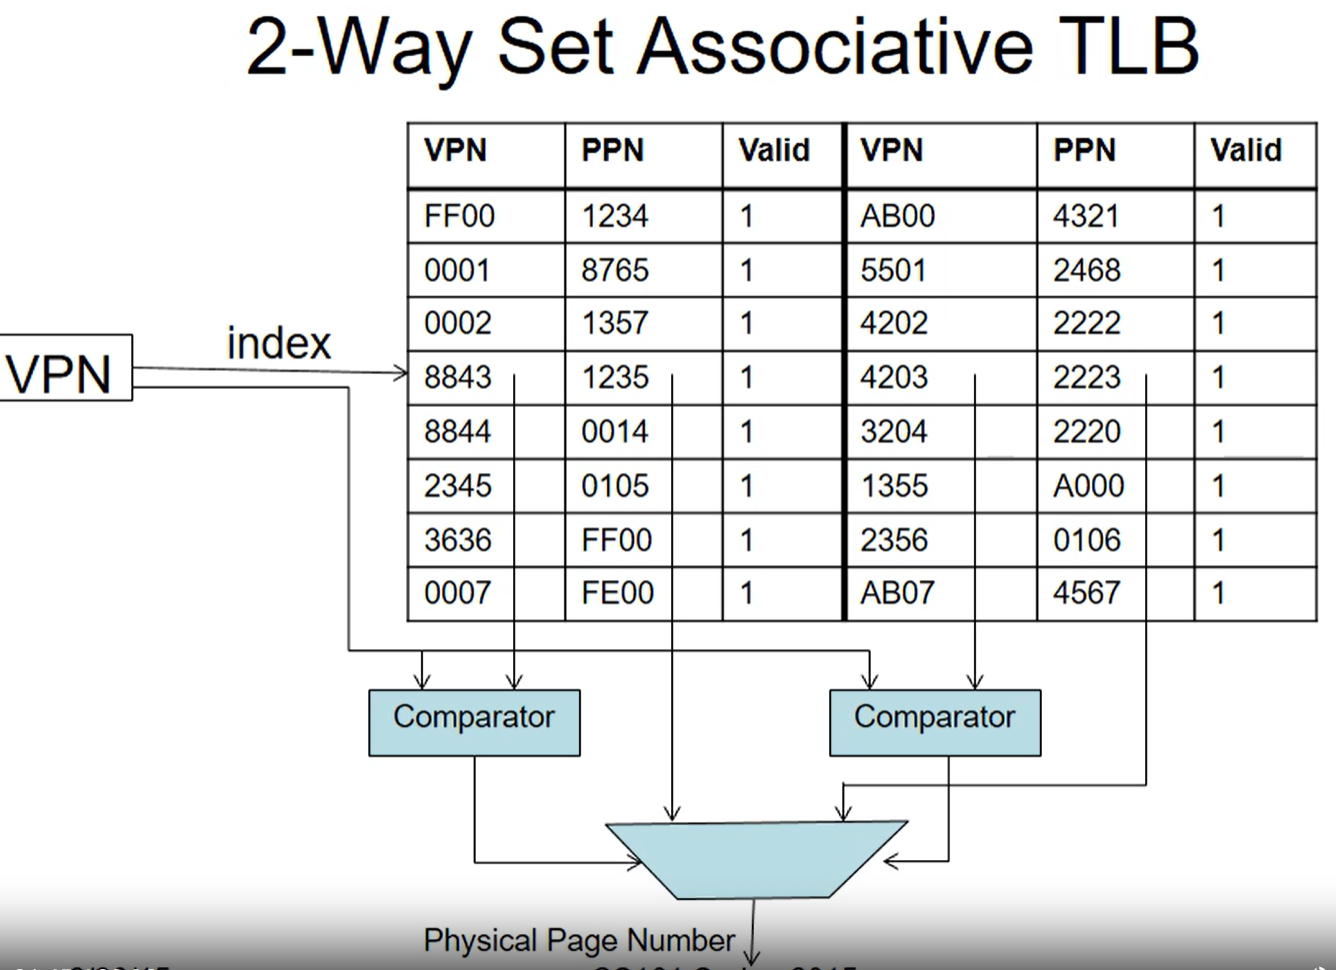 2-Way Set Associative TLB
VPN PPN Valid VPN PPN Valid
FF00 1234 1 AB00 4321 1
0001 8765 1 5501 2468 1
0002 1357 1 4202 2222 1
index
VPN
8843 1235 1 4203 2223 1
8844 0014 1 3204 2220 1
2345 0105 1 1355 A000 1
3636 FF00 1 2356 0106 1
0007 FE00 1 AB07 4567 1
Comparator Comparator
Physical Page Number